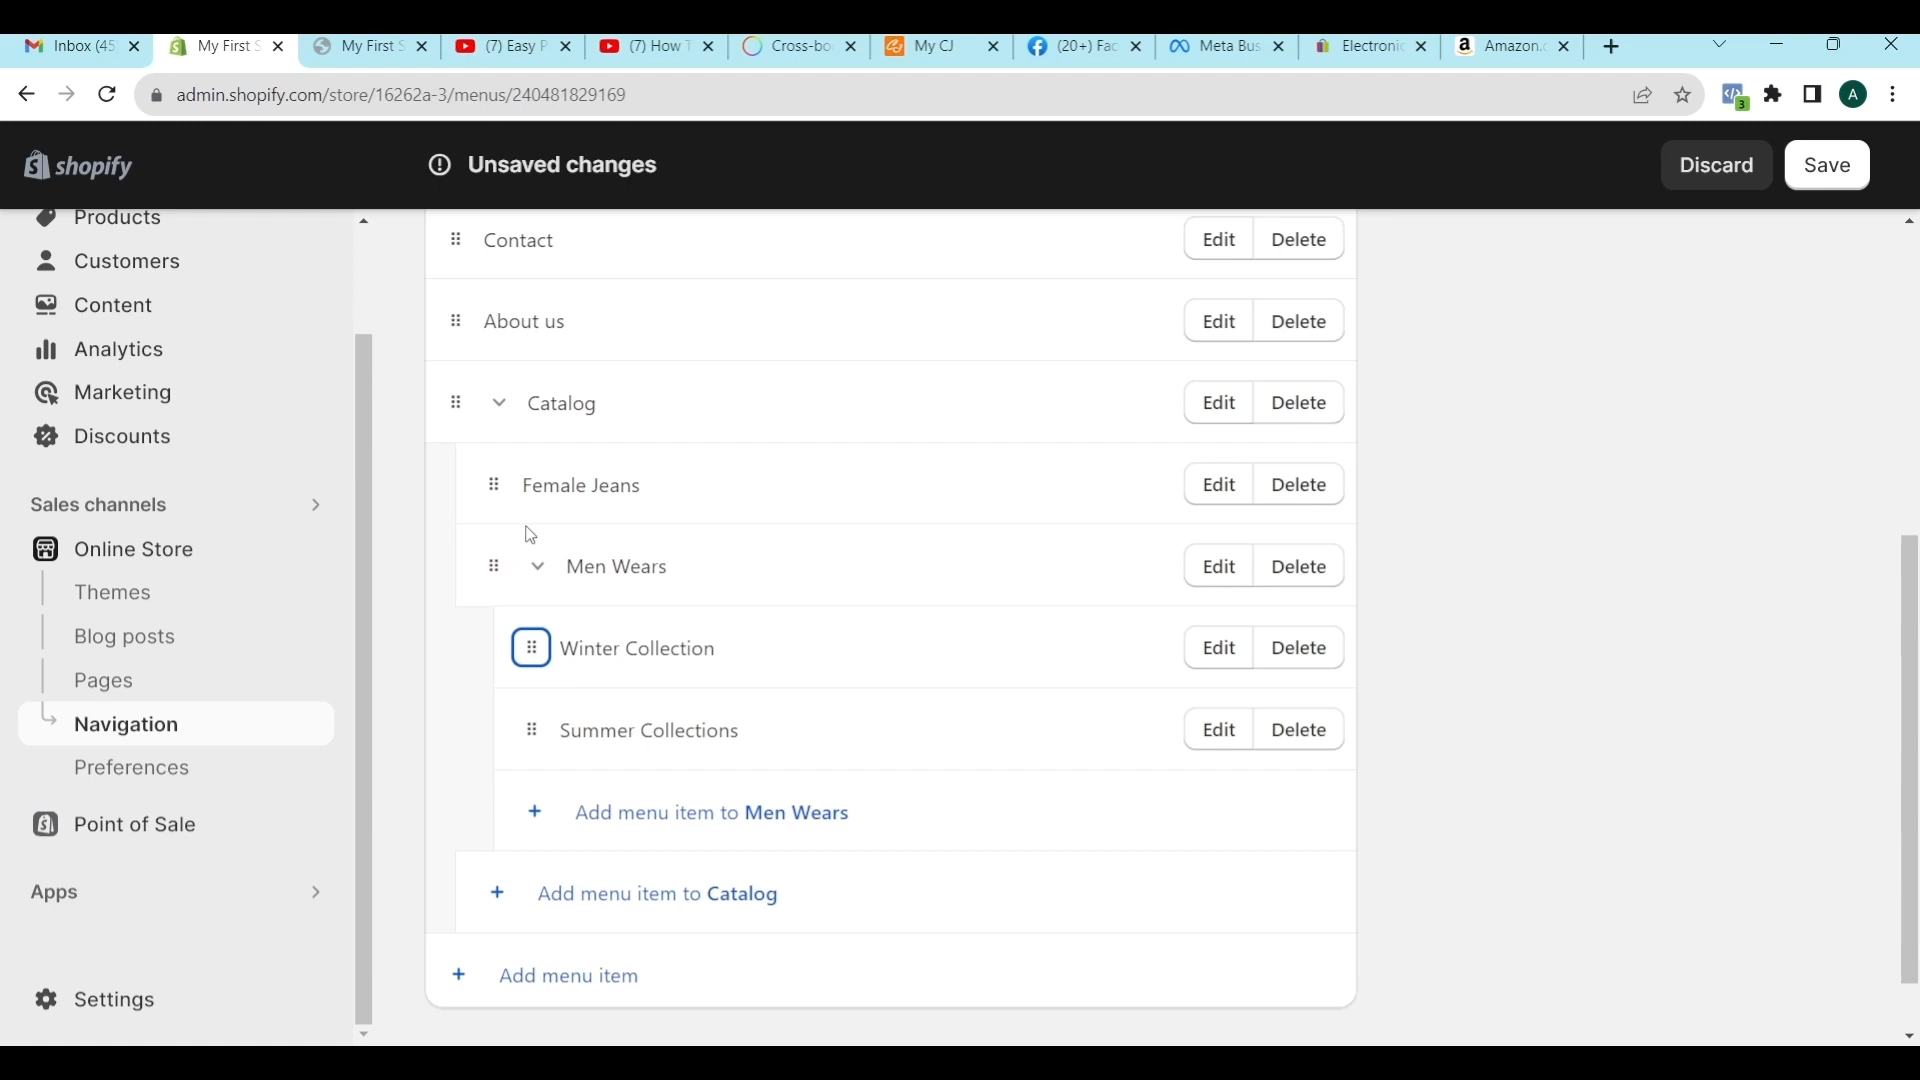 Inbox (45
My First S
My First S
(7) Easy P
(7) How T
Cross-bo
My CJ
(20+) Fac
Meta Bus
Electronic
Amazon.c
admin.shopify.com/store/16262a-3/menus/240481829169
3
A
shopify
Unsaved changes
Discard
Save
Products
Customers
Content
Analytics
Marketing
Discounts
Sales channels
Online Store
Themes
Blog posts
Pages
Navigation
Preferences
Point of Sale
Apps
Settings
Contact
Edit
Delete
About us
Edit
Delete
Catalog
Edit
Delete
Female Jeans
Edit
Delete
Men Wears
Edit
Delete
Winter Collection
Edit
Delete
Summer Collections
Edit
Delete
Add menu item to Men Wears
Add menu item to Catalog
Add menu item